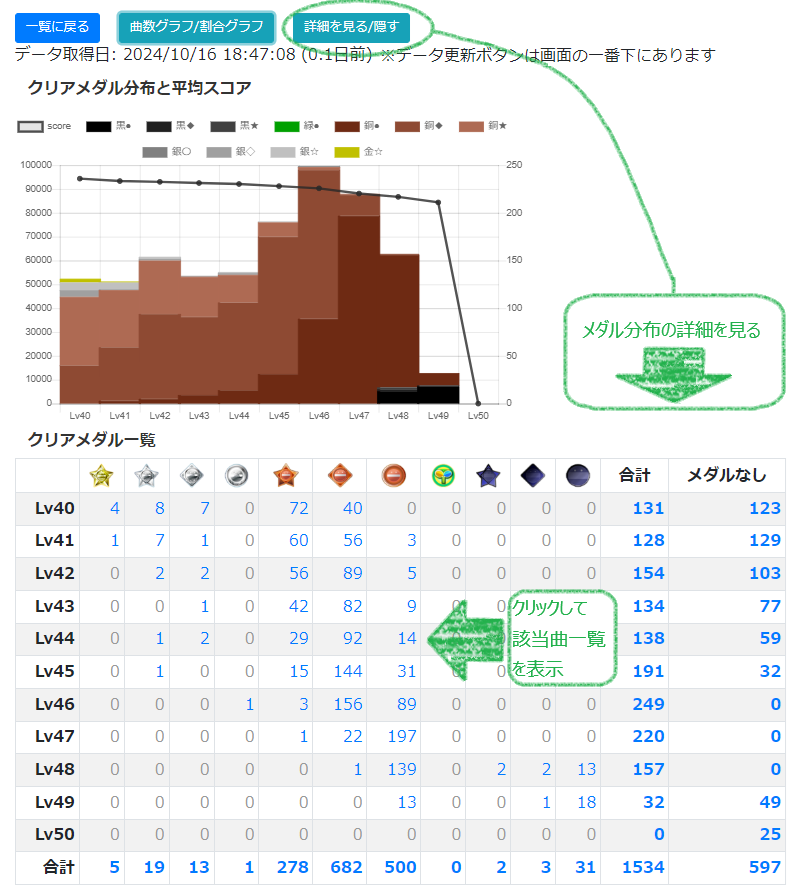 一覧に戻る 曲数グラフ/割合グラフ 詳細を見る/隠す
データ取得日: 2024/10/16 18:47:08 (0.1日前) ※データ更新ボタンは画面の一番下にあります
クリアメダル分布と平均スコア
score 黒● 黒◆ 黒★ 緑● 銅● 銅◆ 銅★
銀〇 銀◇ 銀☆ 金☆
100000 250
90000
80000 200
70000
60000 150
50000
40000 100
30000
20000 50
10000
0 0
Lv40 Lv41 Lv42 Lv43 Lv44 Lv45 Lv46 Lv47 Lv48 Lv49 Lv50
メダル分布の詳細を見る
クリアメダル一覧
合計 メダルなし
Lv40 4 8 7 0 72 40 0 0 0 0 0 131 123
Lv41 1 7 1 0 60 56 3 0 0 0 0 128 129
Lv42 0 2 2 0 56 89 5 0 0 0 0 154 103
Lv43 0 0 1 0 42 82 9 0 0 134 77
Lv44 0 1 2 0 29 92 14 138 59
Lv45 0 1 0 0 15 144 31 0 0 191 32
クリックして
該当曲一覧
を表示
Lv46 0 0 0 1 3 156 89 0 0 0 0 249 0
Lv47 0 0 0 0 1 22 197 0 0 0 0 220 0
Lv48 0 0 0 0 0 1 139 0 2 2 13 157 0
Lv49 0 0 0 0 0 0 13 0 0 1 18 32 49
Lv50 0 0 0 0 0 0 0 0 0 0 0 0 25
合計 5 19 13 1 278 682 500 0 2 3 31 1534 597